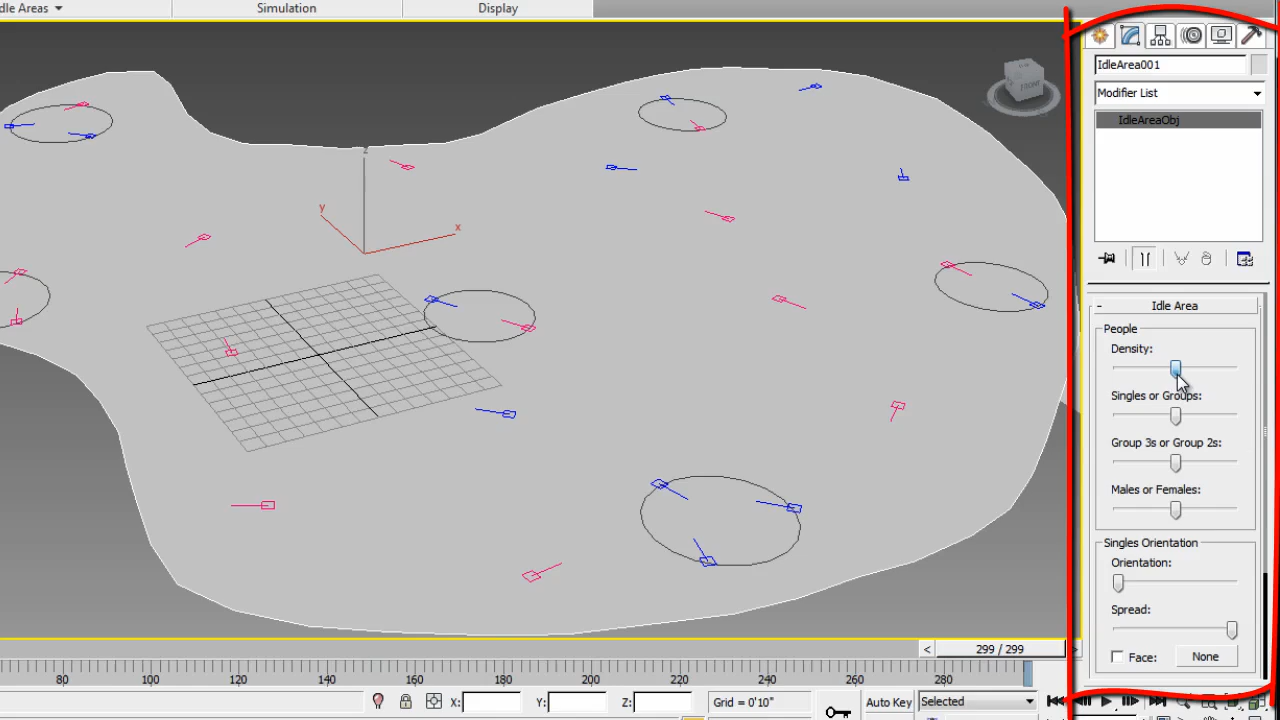 dle Areas
Simulation
Display
IdleArea001
Modifier List
IdleAreaObj
FRONT
z
y
x
- Idle Area
People
Density:
Singles or Groups:
Group 3s or Group 2s:
Males or Females:
Singles Orientation
Orientation:
Spread:
Face: None
< 299 / 299
80 100 120 140 160 180 200 220 240 260 280
X: Y: Z: Grid = 0'10" Auto Key Selected